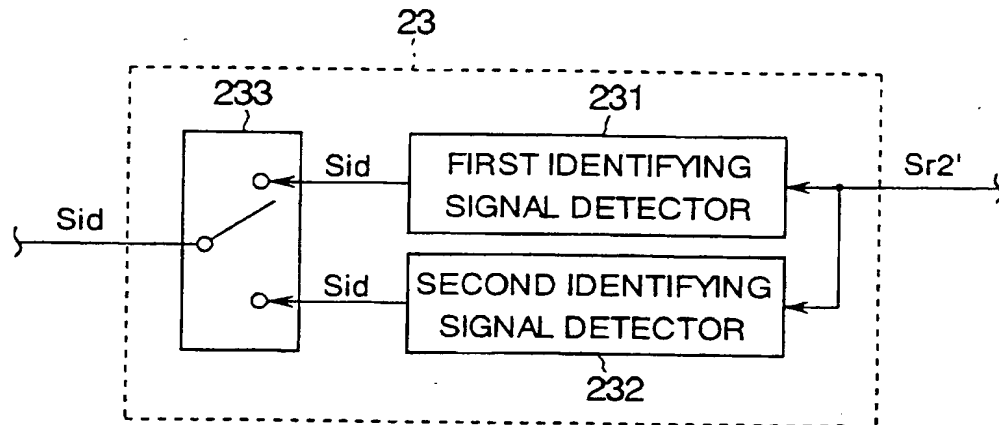 23
233
231
Sid
FIRST IDENTIFYING
SIGNAL DETECTOR
Sr2'
Sid
Sid
SECOND IDENTIFYING
SIGNAL DETECTOR
232